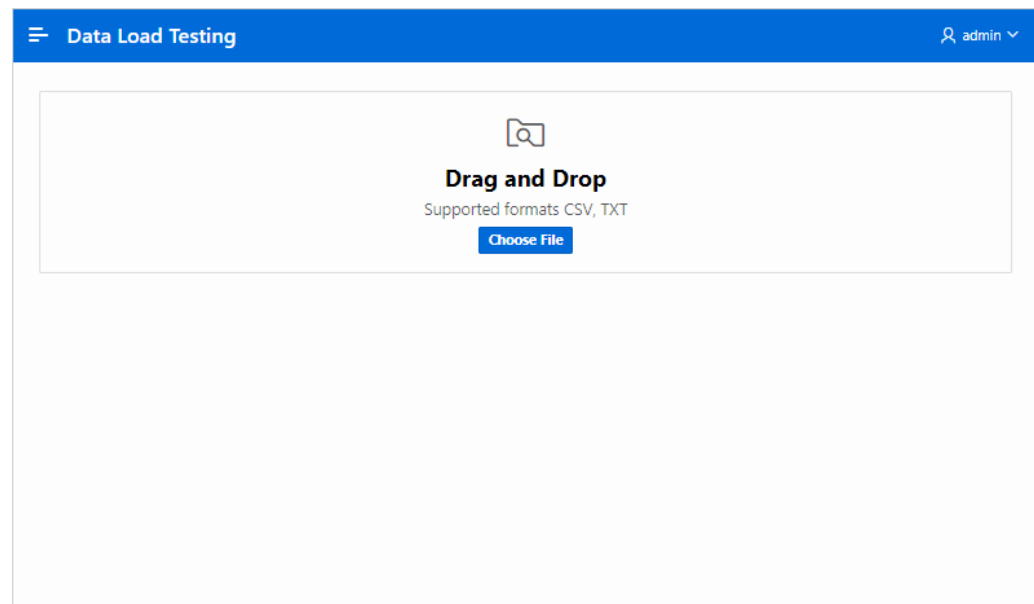 Data Load Testing
admin
Drag and Drop
Supported formats CSV, TXT
Choose File